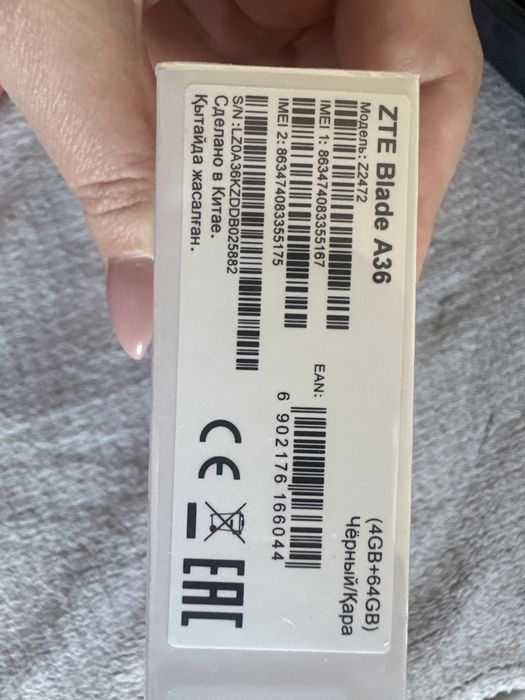 ZTE Blade A36
(4GB+64GB)
Модель: Z2472
Чёрный/Қара
IMEI 1: 863474083355167
EAN:
6 902176 166044
IMEI 2: 863474083355175
S/N:LZ0A36KZDDB025882
Сделано в Китае.
Қытайда жасалған.
CE
EAC